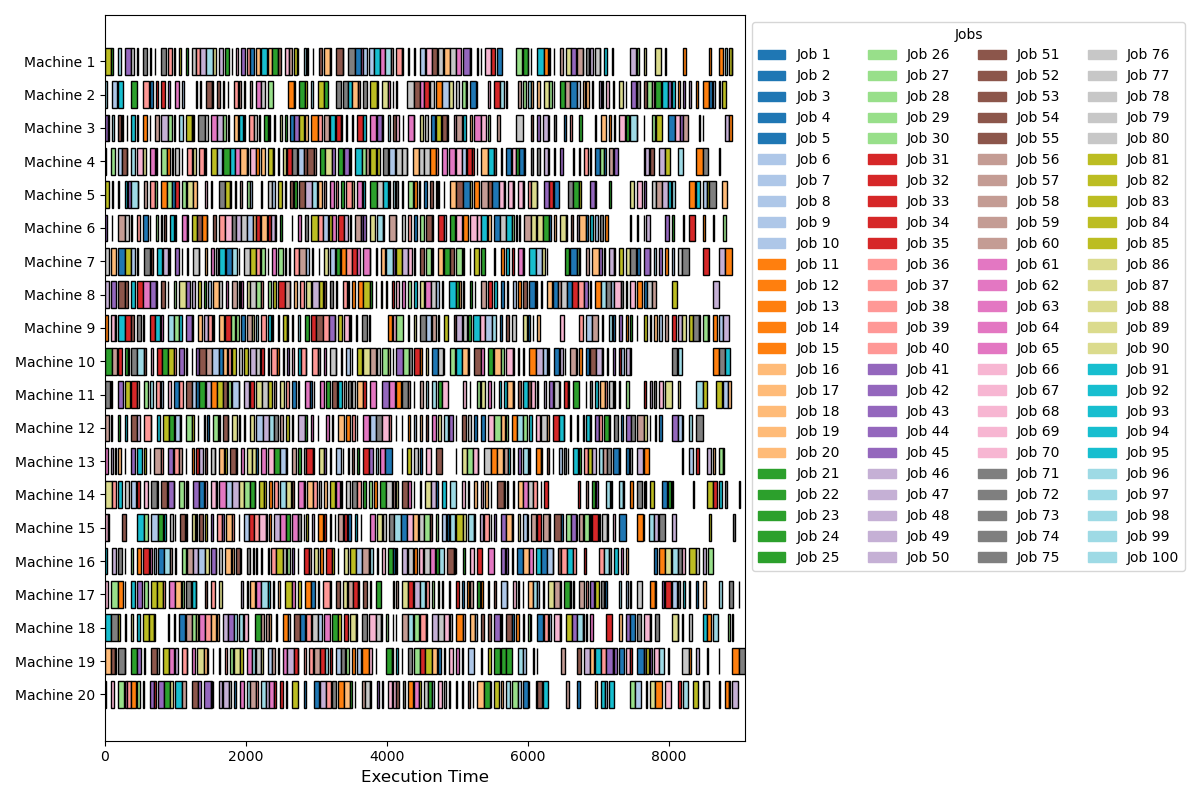 Machine 1
Machine 2
Machine 3
Machine 4
Machine 5
Machine 6
Machine 7
Machine 8
Machine 9
Machine 10
Machine 11
Machine 12
Machine 13
Machine 14
Machine 15
Machine 16
Machine 17
Machine 18
Machine 19
Machine 20
0 2000 4000 6000 8000
Execution Time
Jobs
Job 1 Job 26 Job 51 Job 76
Job 2 Job 27 Job 52 Job 77
Job 3 Job 28 Job 53 Job 78
Job 4 Job 29 Job 54 Job 79
Job 5 Job 30 Job 55 Job 80
Job 6 Job 31 Job 56 Job 81
Job 7 Job 32 Job 57 Job 82
Job 8 Job 33 Job 58 Job 83
Job 9 Job 34 Job 59 Job 84
Job 10 Job 35 Job 60 Job 85
Job 11 Job 36 Job 61 Job 86
Job 12 Job 37 Job 62 Job 87
Job 13 Job 38 Job 63 Job 88
Job 14 Job 39 Job 64 Job 89
Job 15 Job 40 Job 65 Job 90
Job 16 Job 41 Job 66 Job 91
Job 17 Job 42 Job 67 Job 92
Job 18 Job 43 Job 68 Job 93
Job 19 Job 44 Job 69 Job 94
Job 20 Job 45 Job 70 Job 95
Job 21 Job 46 Job 71 Job 96
Job 22 Job 47 Job 72 Job 97
Job 23 Job 48 Job 73 Job 98
Job 24 Job 49 Job 74 Job 99
Job 25 Job 50 Job 75 Job 100